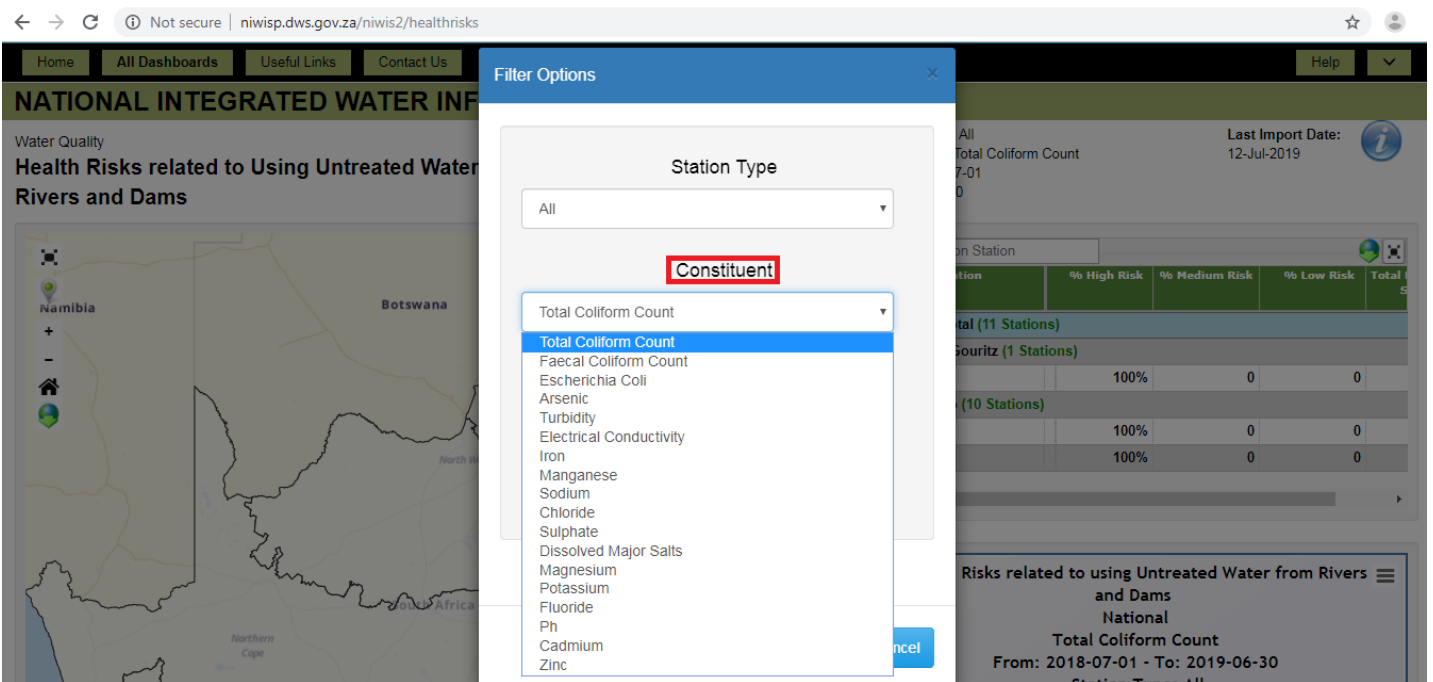 Not secure | niwisp.dws.gov.za/niwis2/healthrisks
Home All Dashboards Useful Links Contact Us
Help
NATIONAL INTEGRATED WATER INF
Water Quality
Health Risks related to Using Untreated Water
Rivers and Dams
Namibia
Botswana
North W
South Africa
Northern
Cape
+
-
Filter Options ×
Station Type
All
Constituent
Total Coliform Count
Total Coliform Count
Faecal Coliform Count
Escherichia Coli
Arsenic
Turbidity
Electrical Conductivity
Iron
Manganese
Sodium
Chloride
Sulphate
Dissolved Major Salts
Magnesium
Potassium
Fluoride
Ph
Cadmium
Zinc
ncel
All
Total Coliform Count
7-01
0
Last Import Date:
12-Jul-2019
i
on Station
tion % High Risk % Medium Risk % Low Risk Total
S
tal (11 Stations)
Gouritz (1 Stations)
100% 0 0
(10 Stations)
100% 0 0
100% 0 0
Risks related to using Untreated Water from Rivers
and Dams
National
Total Coliform Count
From: 2018-07-01 - To: 2019-06-30
Station Type: All